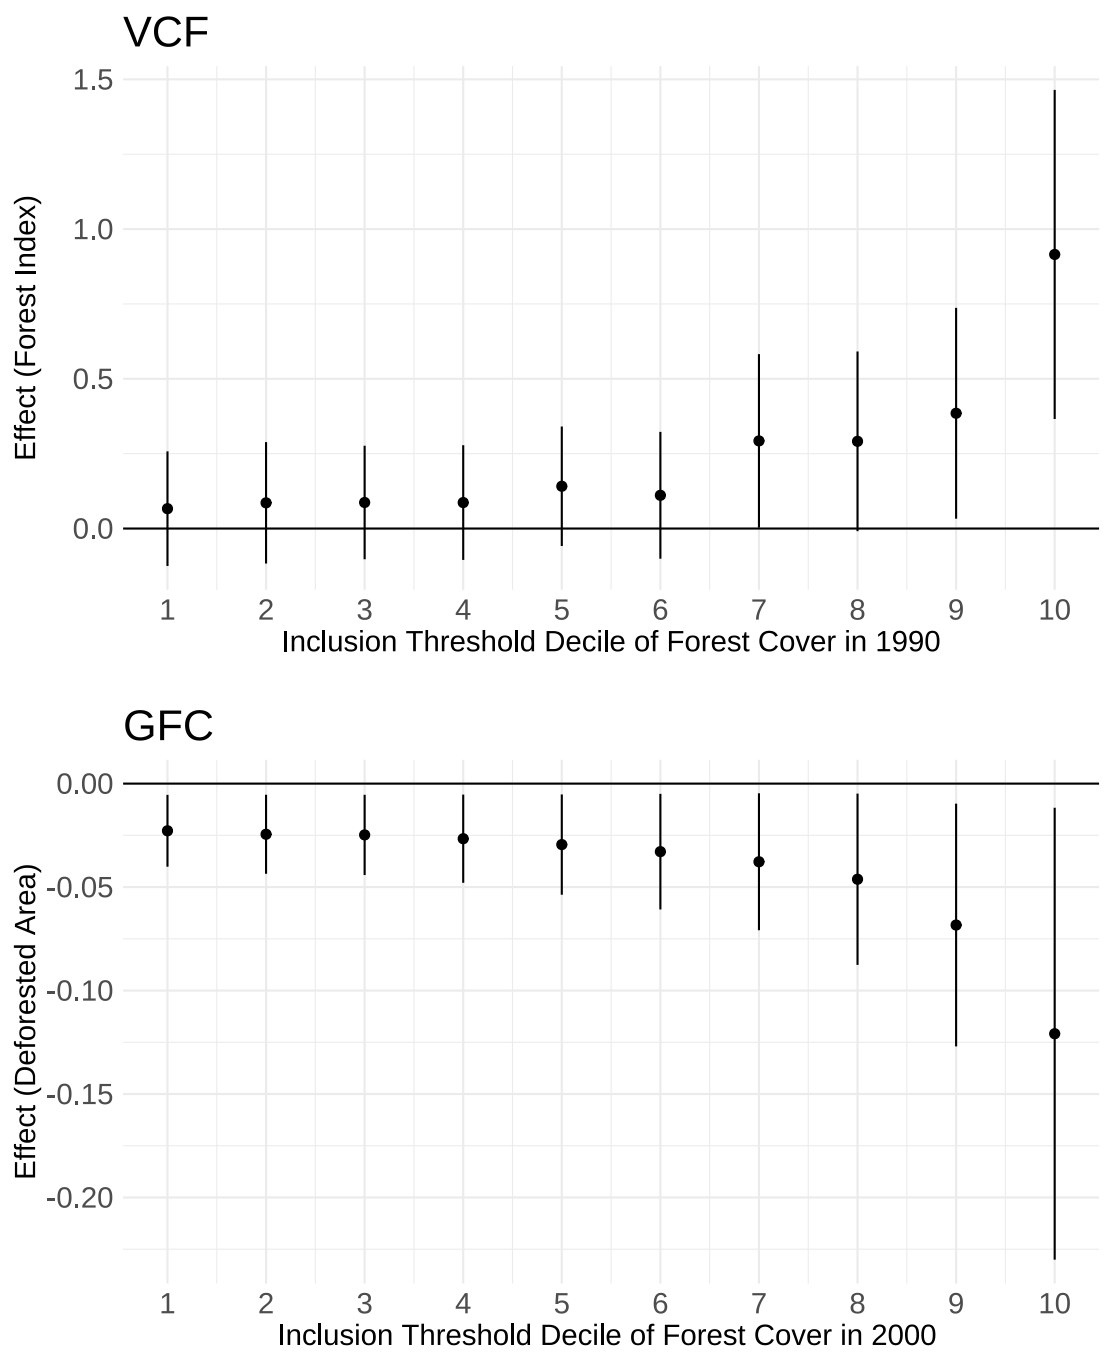 VCF
Effect (Forest Index)
1.5
1.0
0.5
0.0
1 2 3 4 5 6 7 8 9 10
Inclusion Threshold Decile of Forest Cover in 1990
GFC
Effect (Deforested Area)
0.00
-0.05
-0.10
-0.15
-0.20
1 2 3 4 5 6 7 8 9 10
Inclusion Threshold Decile of Forest Cover in 2000